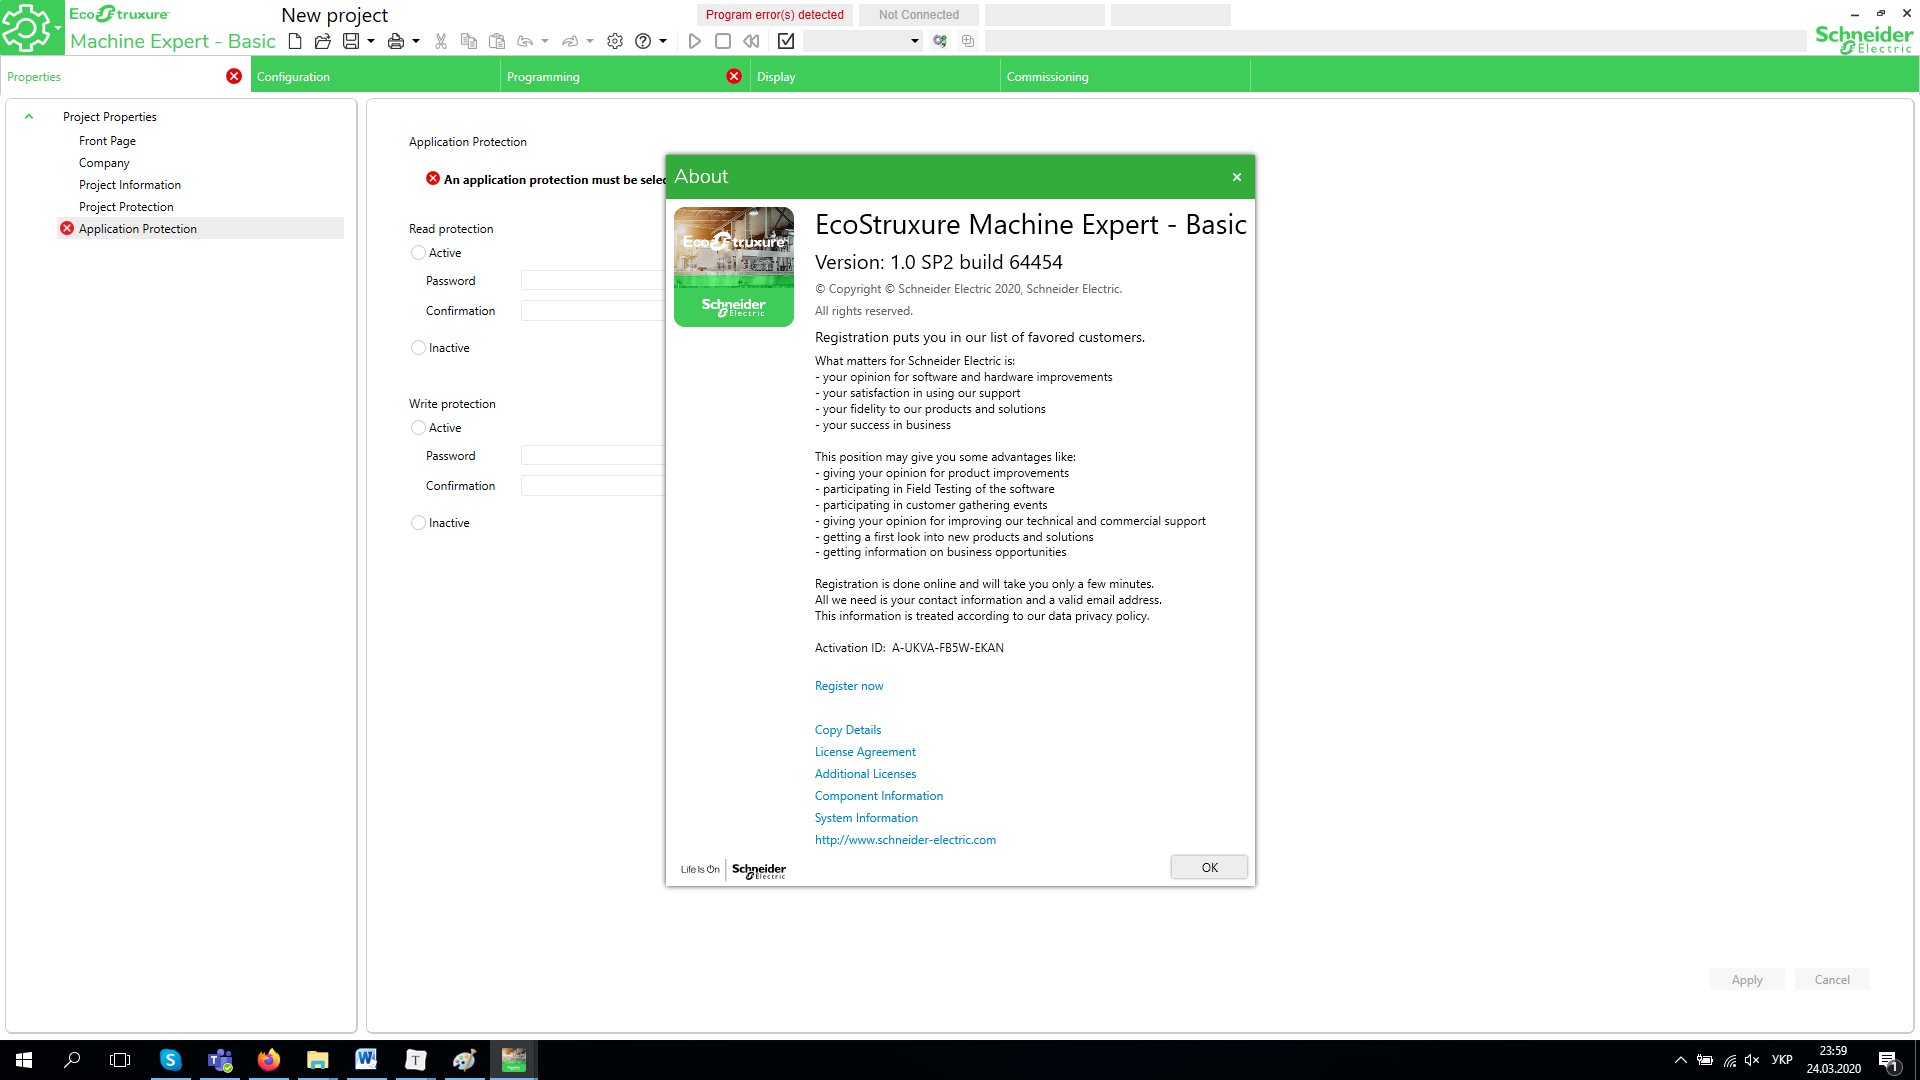 EcoStruxure
Machine Expert - Basic
New project
Program error(s) detected
Not Connected
Schneider
Electric
Properties
Configuration
Programming
Display
Commissioning
Project Properties
Front Page
Company
Project Information
Project Protection
Application Protection
Application Protection
An application protection must be selec
Read protection
Active
Password
Confirmation
Inactive
Write protection
Active
Password
Confirmation
Inactive
About
EcoStruxure
Schneider
Electric
EcoStruxure Machine Expert - Basic
Version: 1.0 SP2 build 64454
© Copyright © Schneider Electric 2020, Schneider Electric.
All rights reserved.
Registration puts you in our list of favored customers.
What matters for Schneider Electric is:
- your opinion for software and hardware improvements
- your satisfaction in using our support
- your fidelity to our products and solutions
- your success in business
This position may give you some advantages like:
- giving your opinion for product improvements
- participating in Field Testing of the software
- participating in customer gathering events
- giving your opinion for improving our technical and commercial support
- getting a first look into new products and solutions
- getting information on business opportunities
Registration is done online and will take you only a few minutes.
All we need is your contact information and a valid email address.
This information is treated according to our data privacy policy.
Activation ID: A-UKVA-FB5W-EKAN
Register now
Copy Details
License Agreement
Additional Licenses
Component Information
System Information
http://www.schneider-electric.com
Life Is On
Schneider
Electric
OK
Apply
Cancel
УКР
23:59
24.03.2020
1